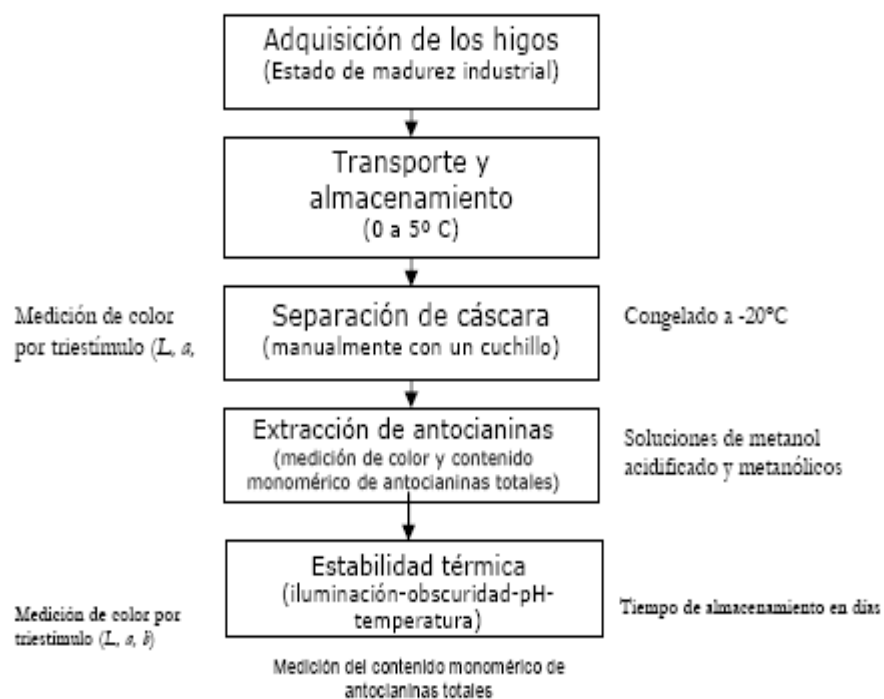 Adquisición de los higos
(Estado de madurez industrial)
Transporte y
almacenamiento
(0 a 5º C)
Medición de color
por triestímulo (L, a,
Separación de cáscara
(manualmente con un cuchillo)
Congelado a -20°C
Extracción de antocianinas
(medición de color y contenido
monomérico de antocianinas totales)
Soluciones de metanol
acidificado y metanólicos
Estabilidad térmica
(iluminación-obscuridad-pH-
temperatura)
Medición de color por
triestímulo (L, a, b)
Tiempo de almacenamiento en días
Medición del contenido monomérico de
antocianinas totales